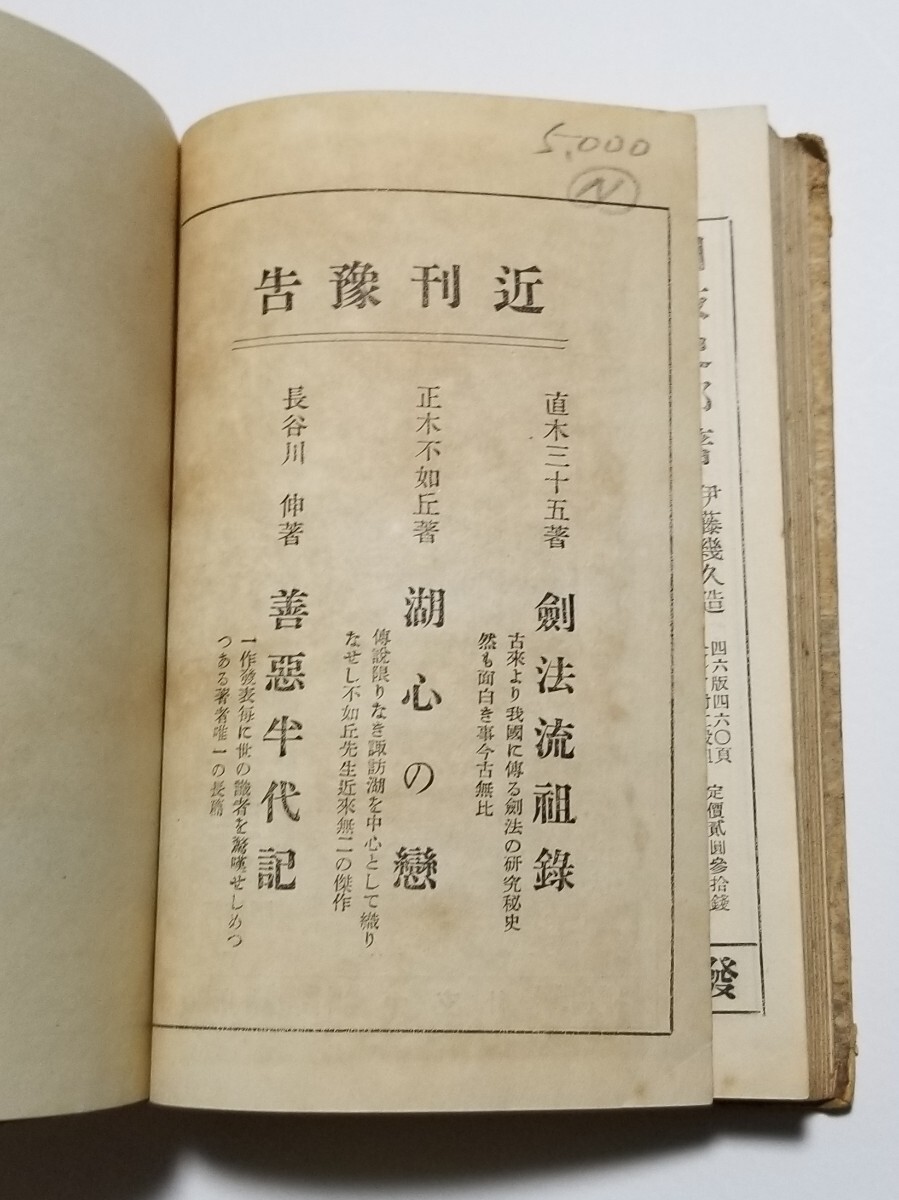 5,000
N
近刊豫告
直木三十五著
劍法流祖錄
古來より我國に傳る劍法の研究秘史
然も面白き事今古無比
正木不如丘著
湖心の戀
傳說限りなき諏訪湖を中心として織り
なせし不如丘先生近來無二の傑作
長谷川 伸著
善惡半代記
一作發表每に世の識者を驚嘆せしめつ
つある著者唯一の長篇
著
伊藤幾久造
四六版四六〇頁
定價貳圓參拾錢
發